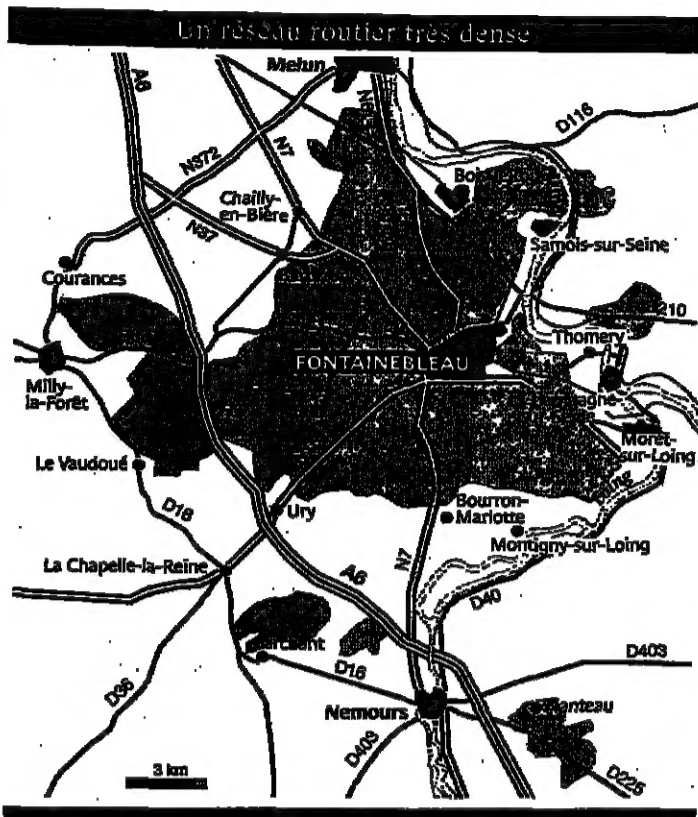 Un réseau routier très dense
Melun
A6
N7
N372
D116
Chailly-
en-Bière
N37
Samois-sur-Seine
Courances
210
Thomery
FONTAINEBLEAU
Milly-
la-Forêt
Moret-
sur-Loing
Le Vaudoué
Ury
Bourron-
Marlotte
D16
Montigny-sur-Loing
La Chapelle-la-Reine
A6
N7
D40
D403
D16
D36
Nemours
D403
D225
3 km